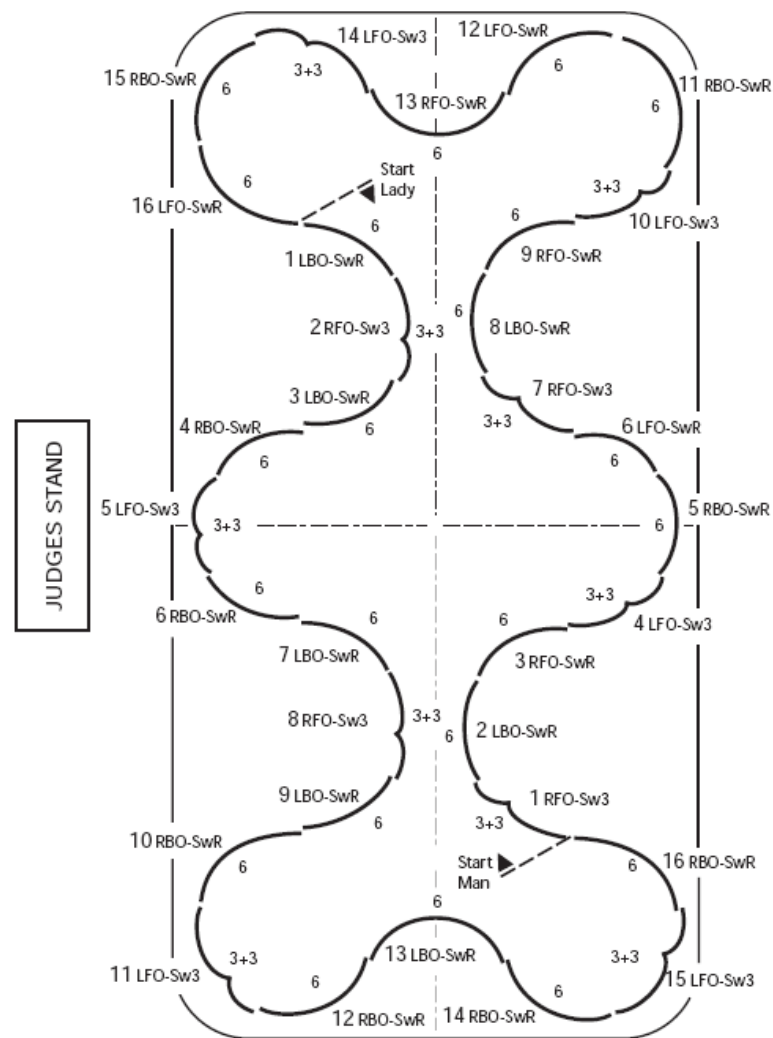 14 LFO-Sw3
12 LFO-SwR
15 RBO-SwR
3+3
6
6
11 RBO-SwR
13 RFO-SwR
6
6
6
Start
Lady
3+3
16 LFO-SwR
6
6
6
10 LFO-Sw3
1 LBO-SwR
9 RFO-SwR
2 RFO-Sw3
3+3
6
8 LBO-SwR
3 LBO-SwR
7 RFO-Sw3
4 RBO-SwR
6
3+3
6 LFO-SwR
6
6
5 LFO-Sw3
3+3
6
5 RBO-SwR
JUDGES STAND
6
3+3
6 RBO-SwR
6
6
4 LFO-Sw3
7 LBO-SwR
3 RFO-SwR
8 RFO-Sw3
3+3
6
2 LBO-SwR
9 LBO-SwR
1 RFO-Sw3
6
3+3
10 RBO-SwR
6
Start
Man
6
16 RBO-SwR
6
13 LBO-SwR
3+3
3+3
11 LFO-Sw3
6
6
15 LFO-Sw3
12 RBO-SwR
14 RBO-SwR